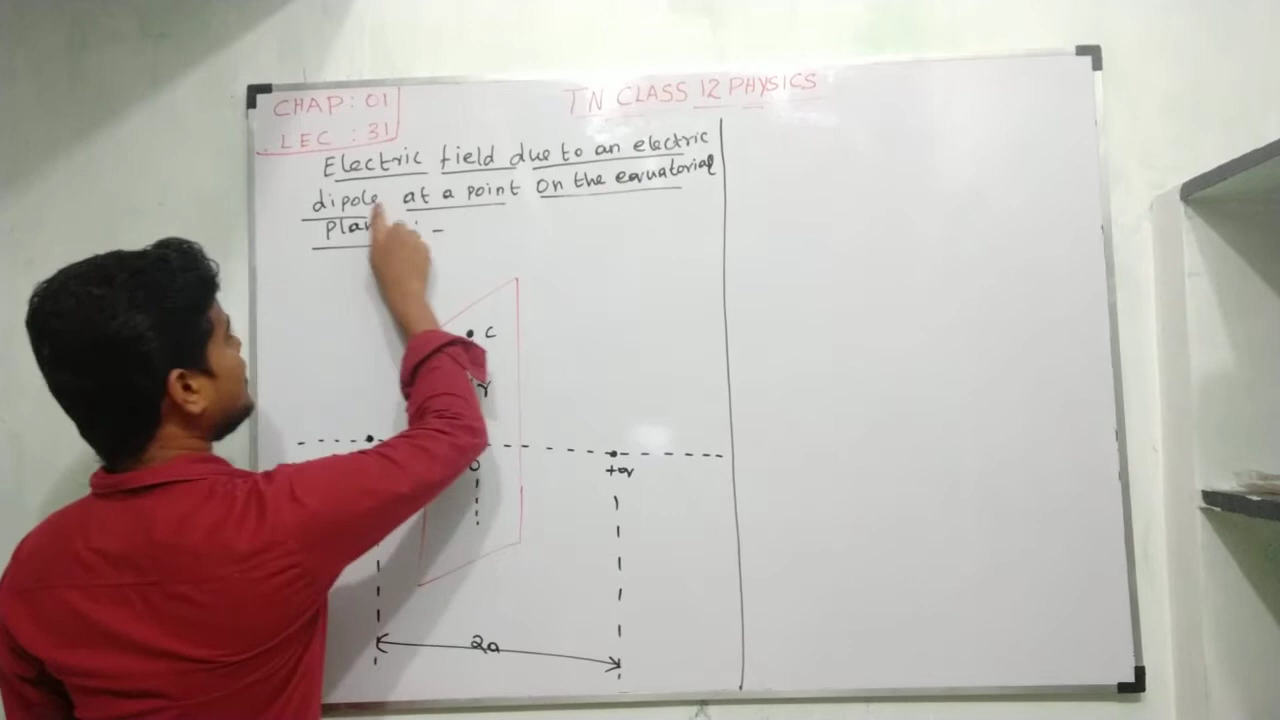 CHAP: 01
LEC : 31
TN CLASS 12 PHYSICS
Electric field due to an electric
dipole at a point on the equatorial
: -
C
r
O
+q
2a